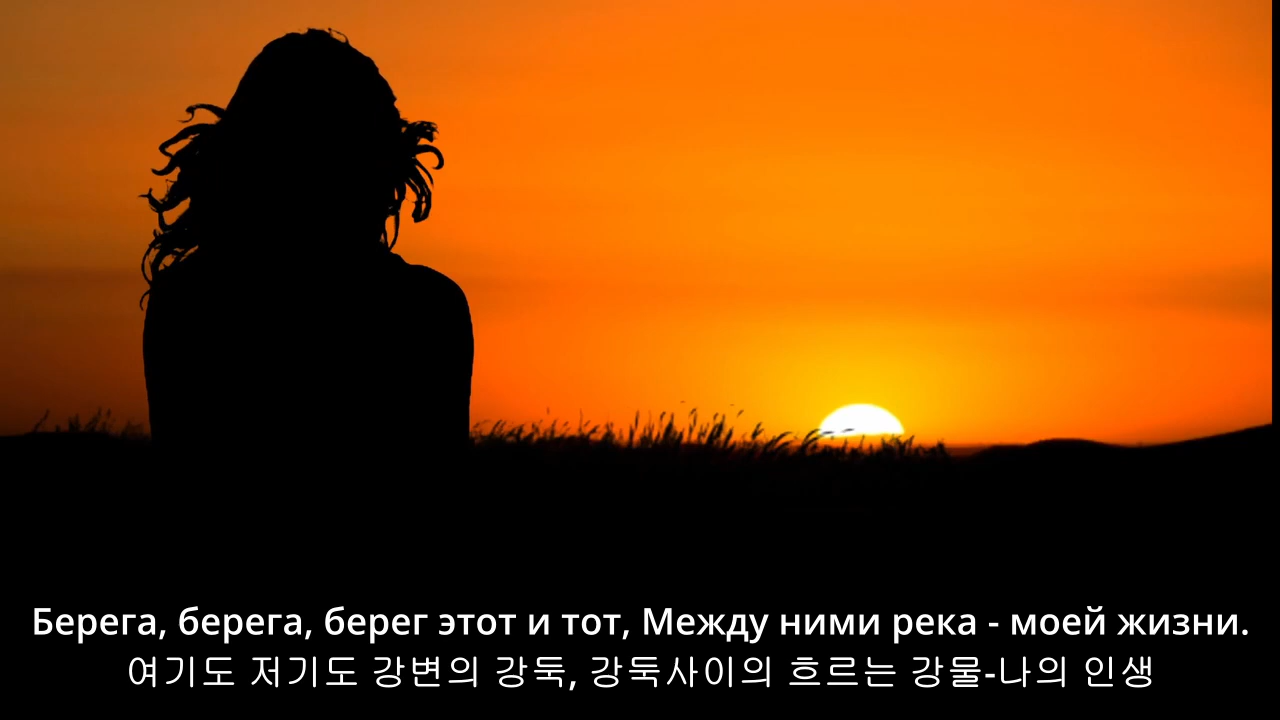 Берега, берега, берег этот и тот, Между ними река - моей жизни.
여기도 저기도 강변의 강둑, 강둑사이의 흐르는 강물-나의 인생